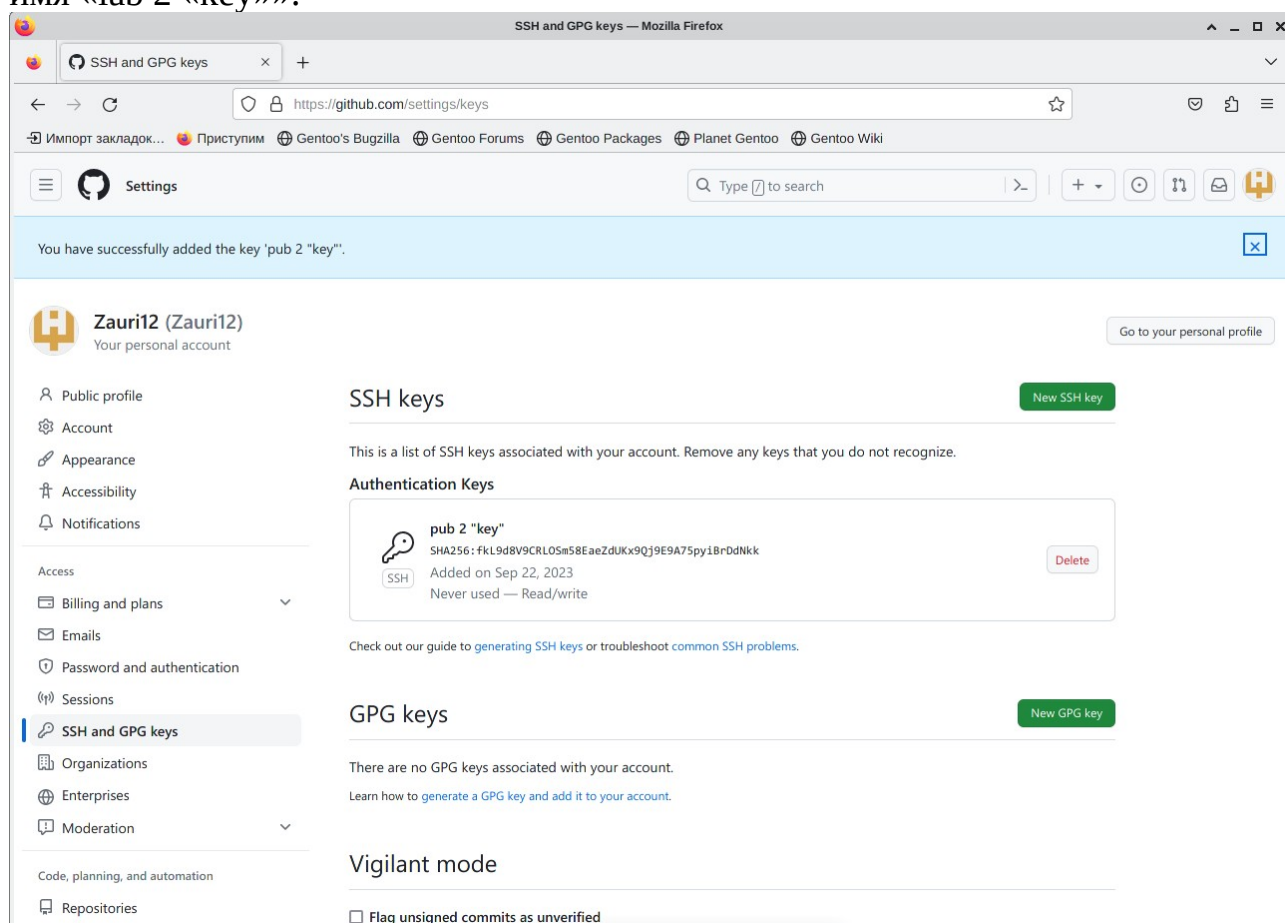 имя «lab 2 «key»».
SSH and GPG keys — Mozilla Firefox
SSH and GPG keys
https://github.com/settings/keys
Импорт закладок... Приступим Gentoo's Bugzilla Gentoo Forums Gentoo Packages Planet Gentoo Gentoo Wiki
Settings
Type / to search
You have successfully added the key 'pub 2 "key"'.
Zauri12 (Zauri12)
Your personal account
Go to your personal profile
Public profile
Account
Appearance
Accessibility
Notifications
Access
Billing and plans
Emails
Password and authentication
Sessions
SSH and GPG keys
Organizations
Enterprises
Moderation
Code, planning, and automation
Repositories
SSH keys
New SSH key
This is a list of SSH keys associated with your account. Remove any keys that you do not recognize.
Authentication Keys
pub 2 "key"
SHA256:fkL9d8V9CRLOSm58EaeZdUKx9Qj9E9A75pyiBrDdNkk
SSH
Added on Sep 22, 2023
Never used — Read/write
Delete
Check out our guide to generating SSH keys or troubleshoot common SSH problems.
GPG keys
New GPG key
There are no GPG keys associated with your account.
Learn how to generate a GPG key and add it to your account.
Vigilant mode
Flag unsigned commits as unverified